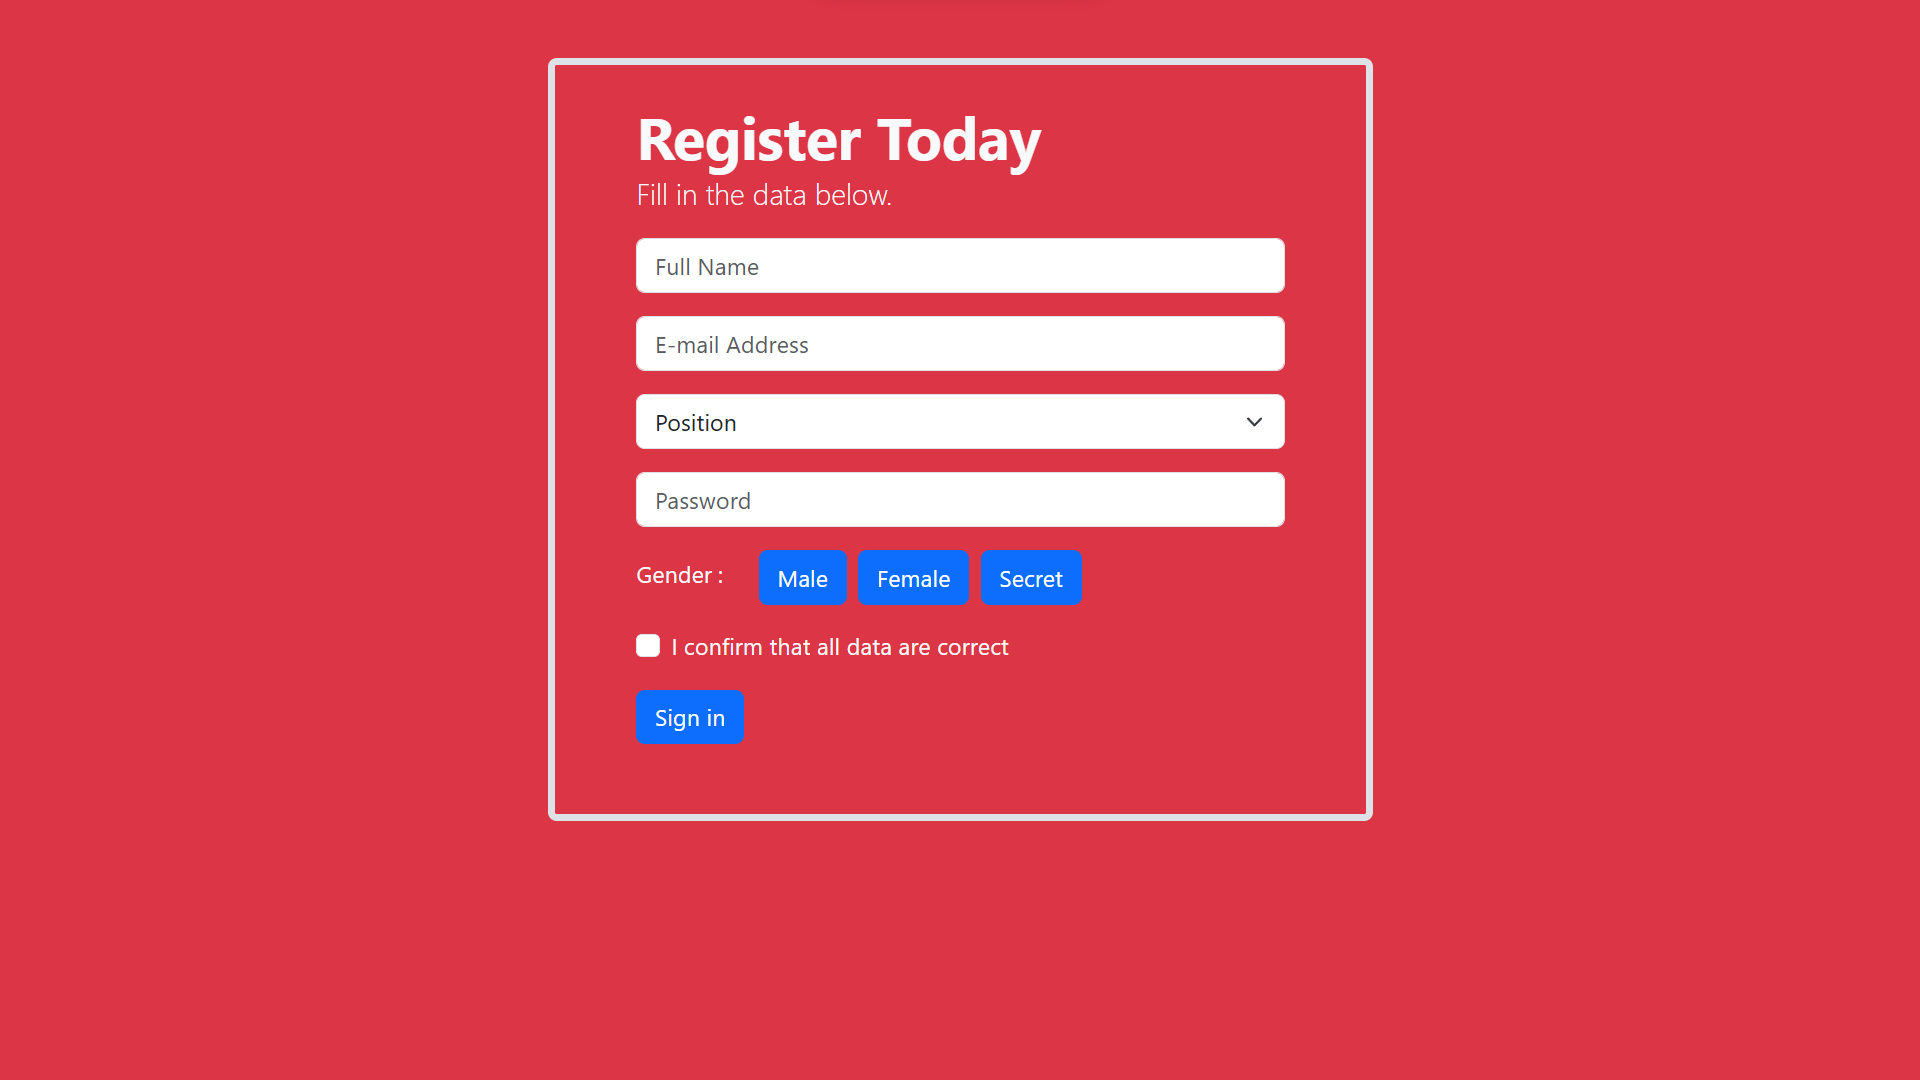 Register Today
Fill in the data below.
Full Name
E-mail Address
Position
Password
Gender : Male Female Secret
I confirm that all data are correct
Sign in